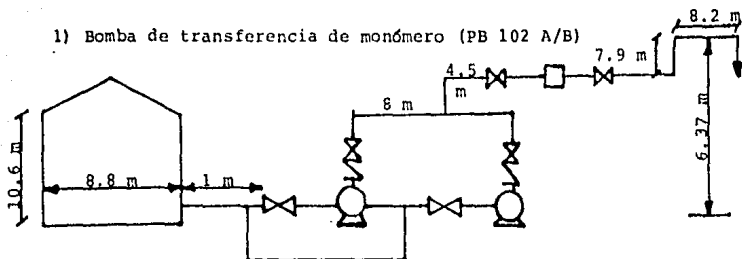 1) Bomba de transferencia de monómero (PB 102 A/B)
8.2 m
7.9 m
4.5 m
8 m
6.37 m
10.6 m
8.8 m
1 m